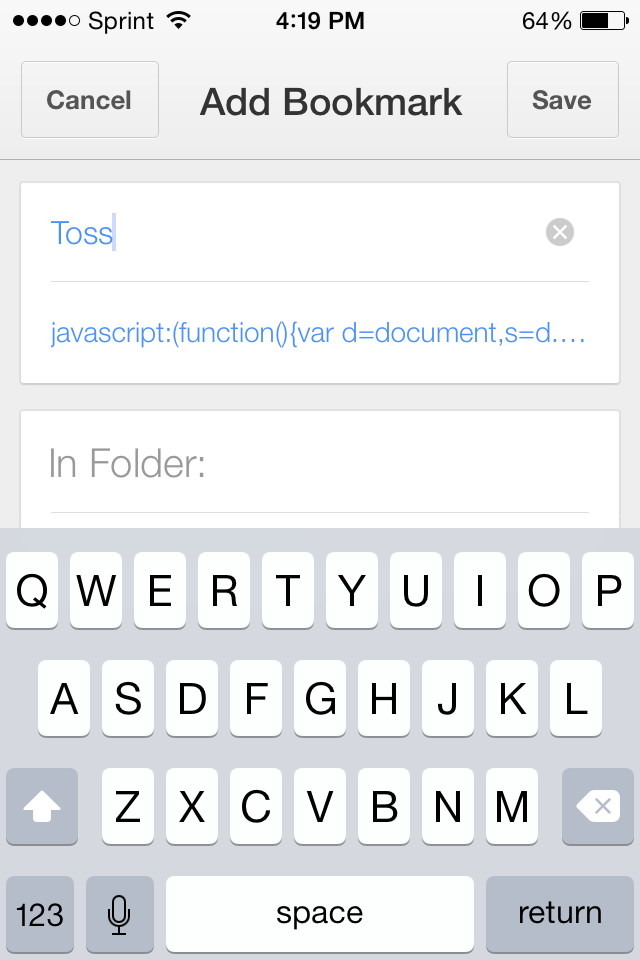 Sprint 4:19 PM 64%
Cancel Add Bookmark Save
Toss
javascript:(function(){var d=document,s=d....
In Folder:
Q W E R T Y U I O P
A S D F G H J K L
Z X C V B N M
123 space return